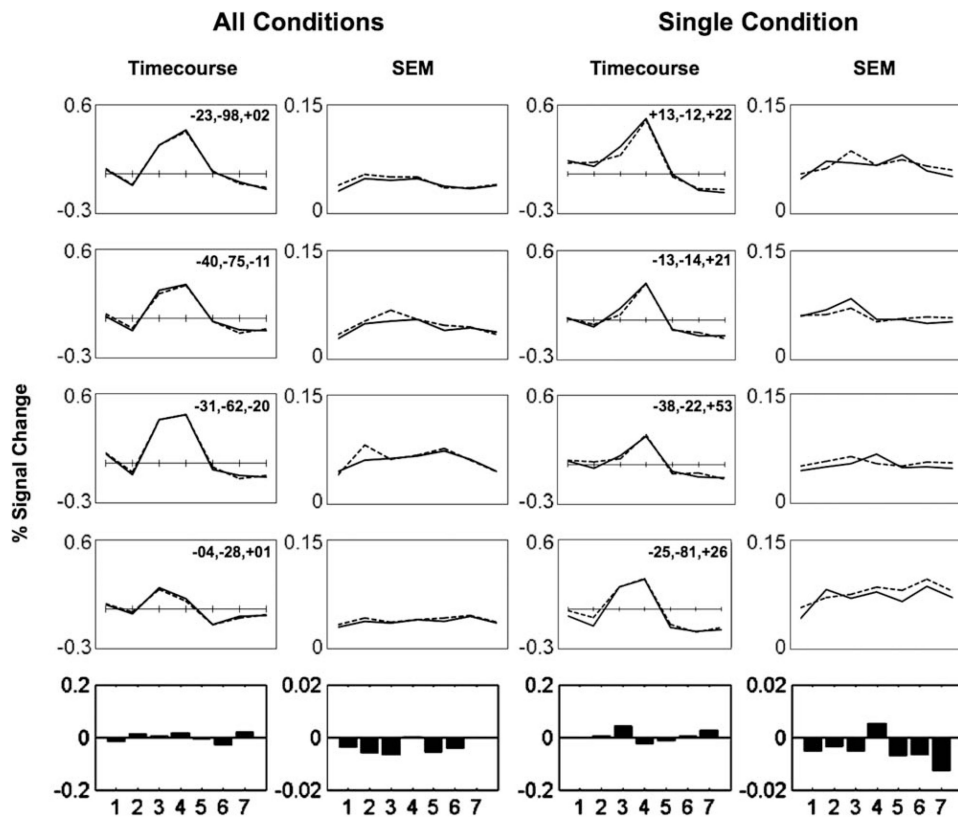 All Conditions Single Condition
Timecourse SEM Timecourse SEM
% Signal Change
0.6 -23,-98,+02 0.15 0.6 +13,-12,+22 0.15
-0.3 0 -0.3 0
0.6 -40,-75,-11 0.15 0.6 -13,-14,+21 0.15
-0.3 0 -0.3 0
0.6 -31,-62,-20 0.15 0.6 -38,-22,+53 0.15
-0.3 0 -0.3 0
0.6 -04,-28,+01 0.15 0.6 -25,-81,+26 0.15
-0.3 0 -0.3 0
0.2 0.02 0.2 0.02
0 0 0 0
-0.2 -0.02 -0.2 -0.02
1 2 3 4 5 6 7 1 2 3 4 5 6 7 1 2 3 4 5 6 7 1 2 3 4 5 6 7